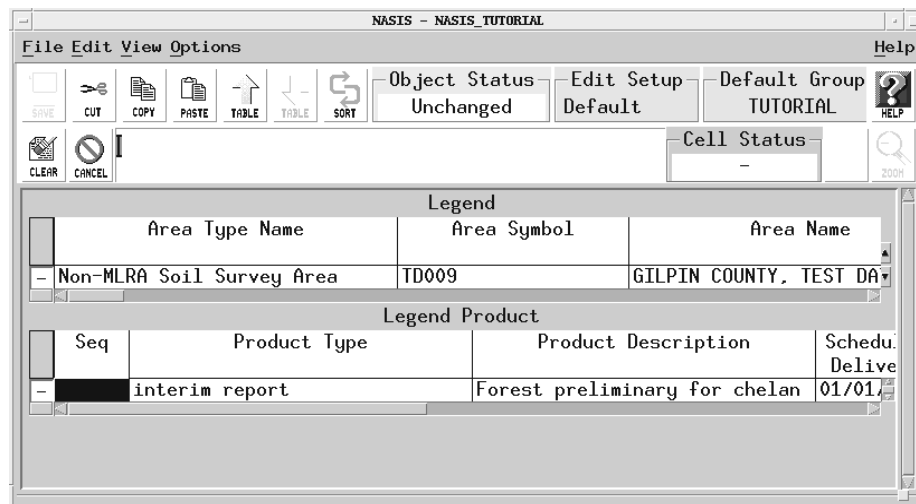 NASIS - NASIS_TUTORIAL
File Edit View Options Help
Object Status Edit Setup Default Group
SAVE CUT COPY PASTE TABLE TABLE SORT Unchanged Default TUTORIAL HELP
Cell Status
CLEAR CANCEL - ZOOM
Legend
Area Type Name Area Symbol Area Name
- Non-MLRA Soil Survey Area TD009 GILPIN COUNTY, TEST DA
Legend Product
Seq Product Type Product Description Schedu
Delive
- interim report Forest preliminary for chelan 01/01/